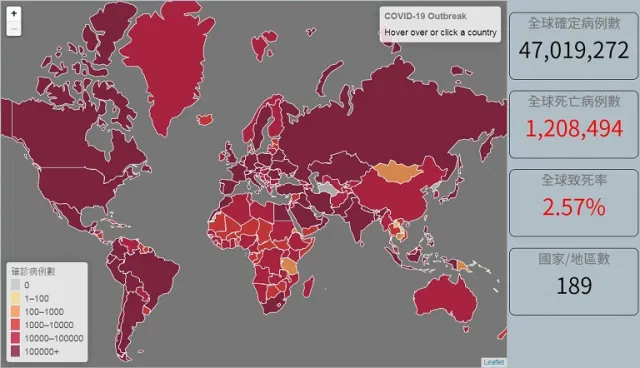 +
−
COVID-19 Outbreak
Hover over or click a country
全球確定病例數
47,019,272
全球死亡病例數
1,208,494
全球致死率
2.57%
國家/地區數
189
確診病例數
0
1–100
100–1000
1000–10000
10000–100000
100000+
Leaflet